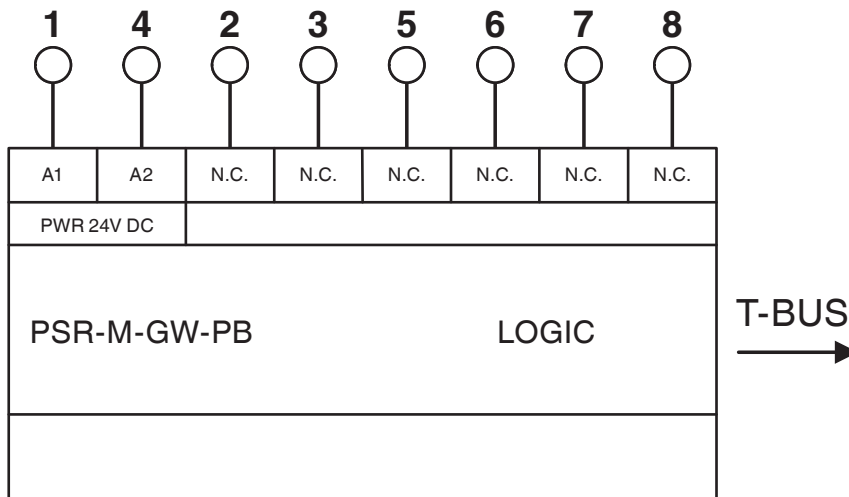 1 4 2 3 5 6 7 8
A1 A2 N.C. N.C. N.C. N.C. N.C. N.C.
PWR 24V DC
PSR-M-GW-PB LOGIC
T-BUS